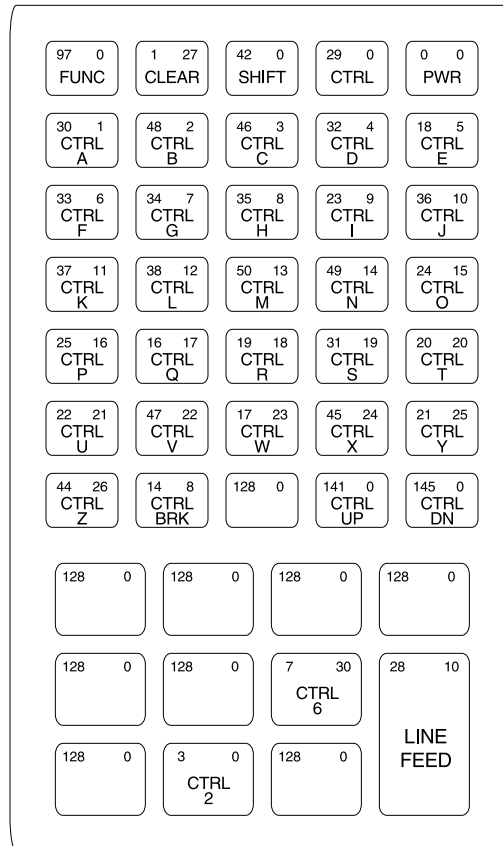 97 0 1 27 42 0 29 0 0 0
FUNC CLEAR SHIFT CTRL PWR
30 1 48 2 46 3 32 4 18 5
CTRL CTRL CTRL CTRL CTRL
A B C D E
33 6 34 7 35 8 23 9 36 10
CTRL CTRL CTRL CTRL CTRL
F G H I J
37 11 38 12 50 13 49 14 24 15
CTRL CTRL CTRL CTRL CTRL
K L M N O
25 16 16 17 19 18 31 19 20 20
CTRL CTRL CTRL CTRL CTRL
P Q R S T
22 21 47 22 17 23 45 24 21 25
CTRL CTRL CTRL CTRL CTRL
U V W X Y
44 26 14 8 128 0 141 0 145 0
CTRL CTRL CTRL CTRL
Z BRK UP DN
128 0 128 0 128 0 128 0
128 0 128 0 7 30 28 10
CTRL
6
LINE
FEED
128 0 3 0 128 0
CTRL
2